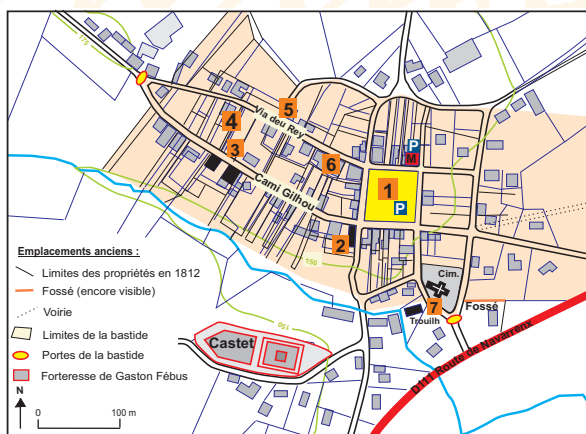 175
5
4
Via deu Rey
3
P
M
6
Cami Gilhou
1
P
2
150
Cim.
7
Fossé
Trouilh
150
Castet
D111 Route de Navarrenx
Emplacements anciens :
Limites des propriétés en 1812
Fossé (encore visible)
Voirie
Limites de la bastide
Portes de la bastide
Forteresse de Gaston Fébus
N
0 100 m